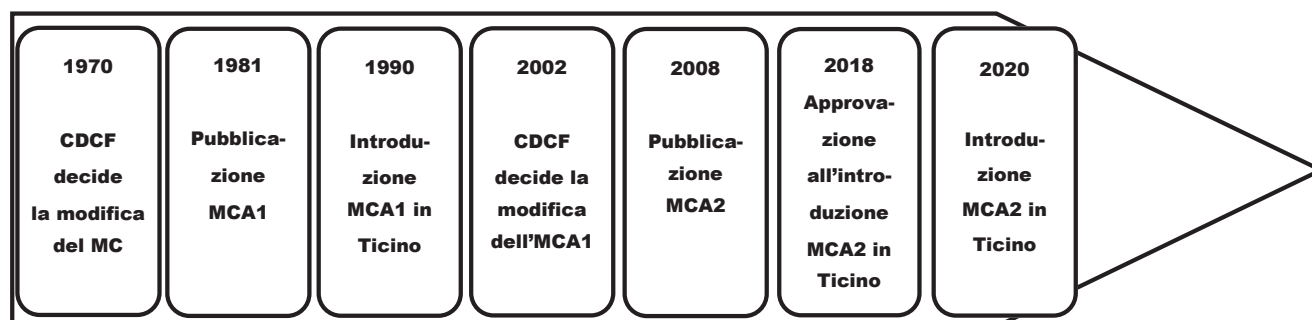 1970
CDCF
decide
la modifica
del MC
1981
Pubblica-
zione
MCA1
1990
Introdu-
zione
MCA1 in
Ticino
2002
CDCF
decide la
modifica
dell’MCA1
2008
Pubblica-
zione
MCA2
2018
Approva-
zione
all’intro-
duzione
MCA2 in
Ticino
2020
Introdu-
zione
MCA2 in
Ticino